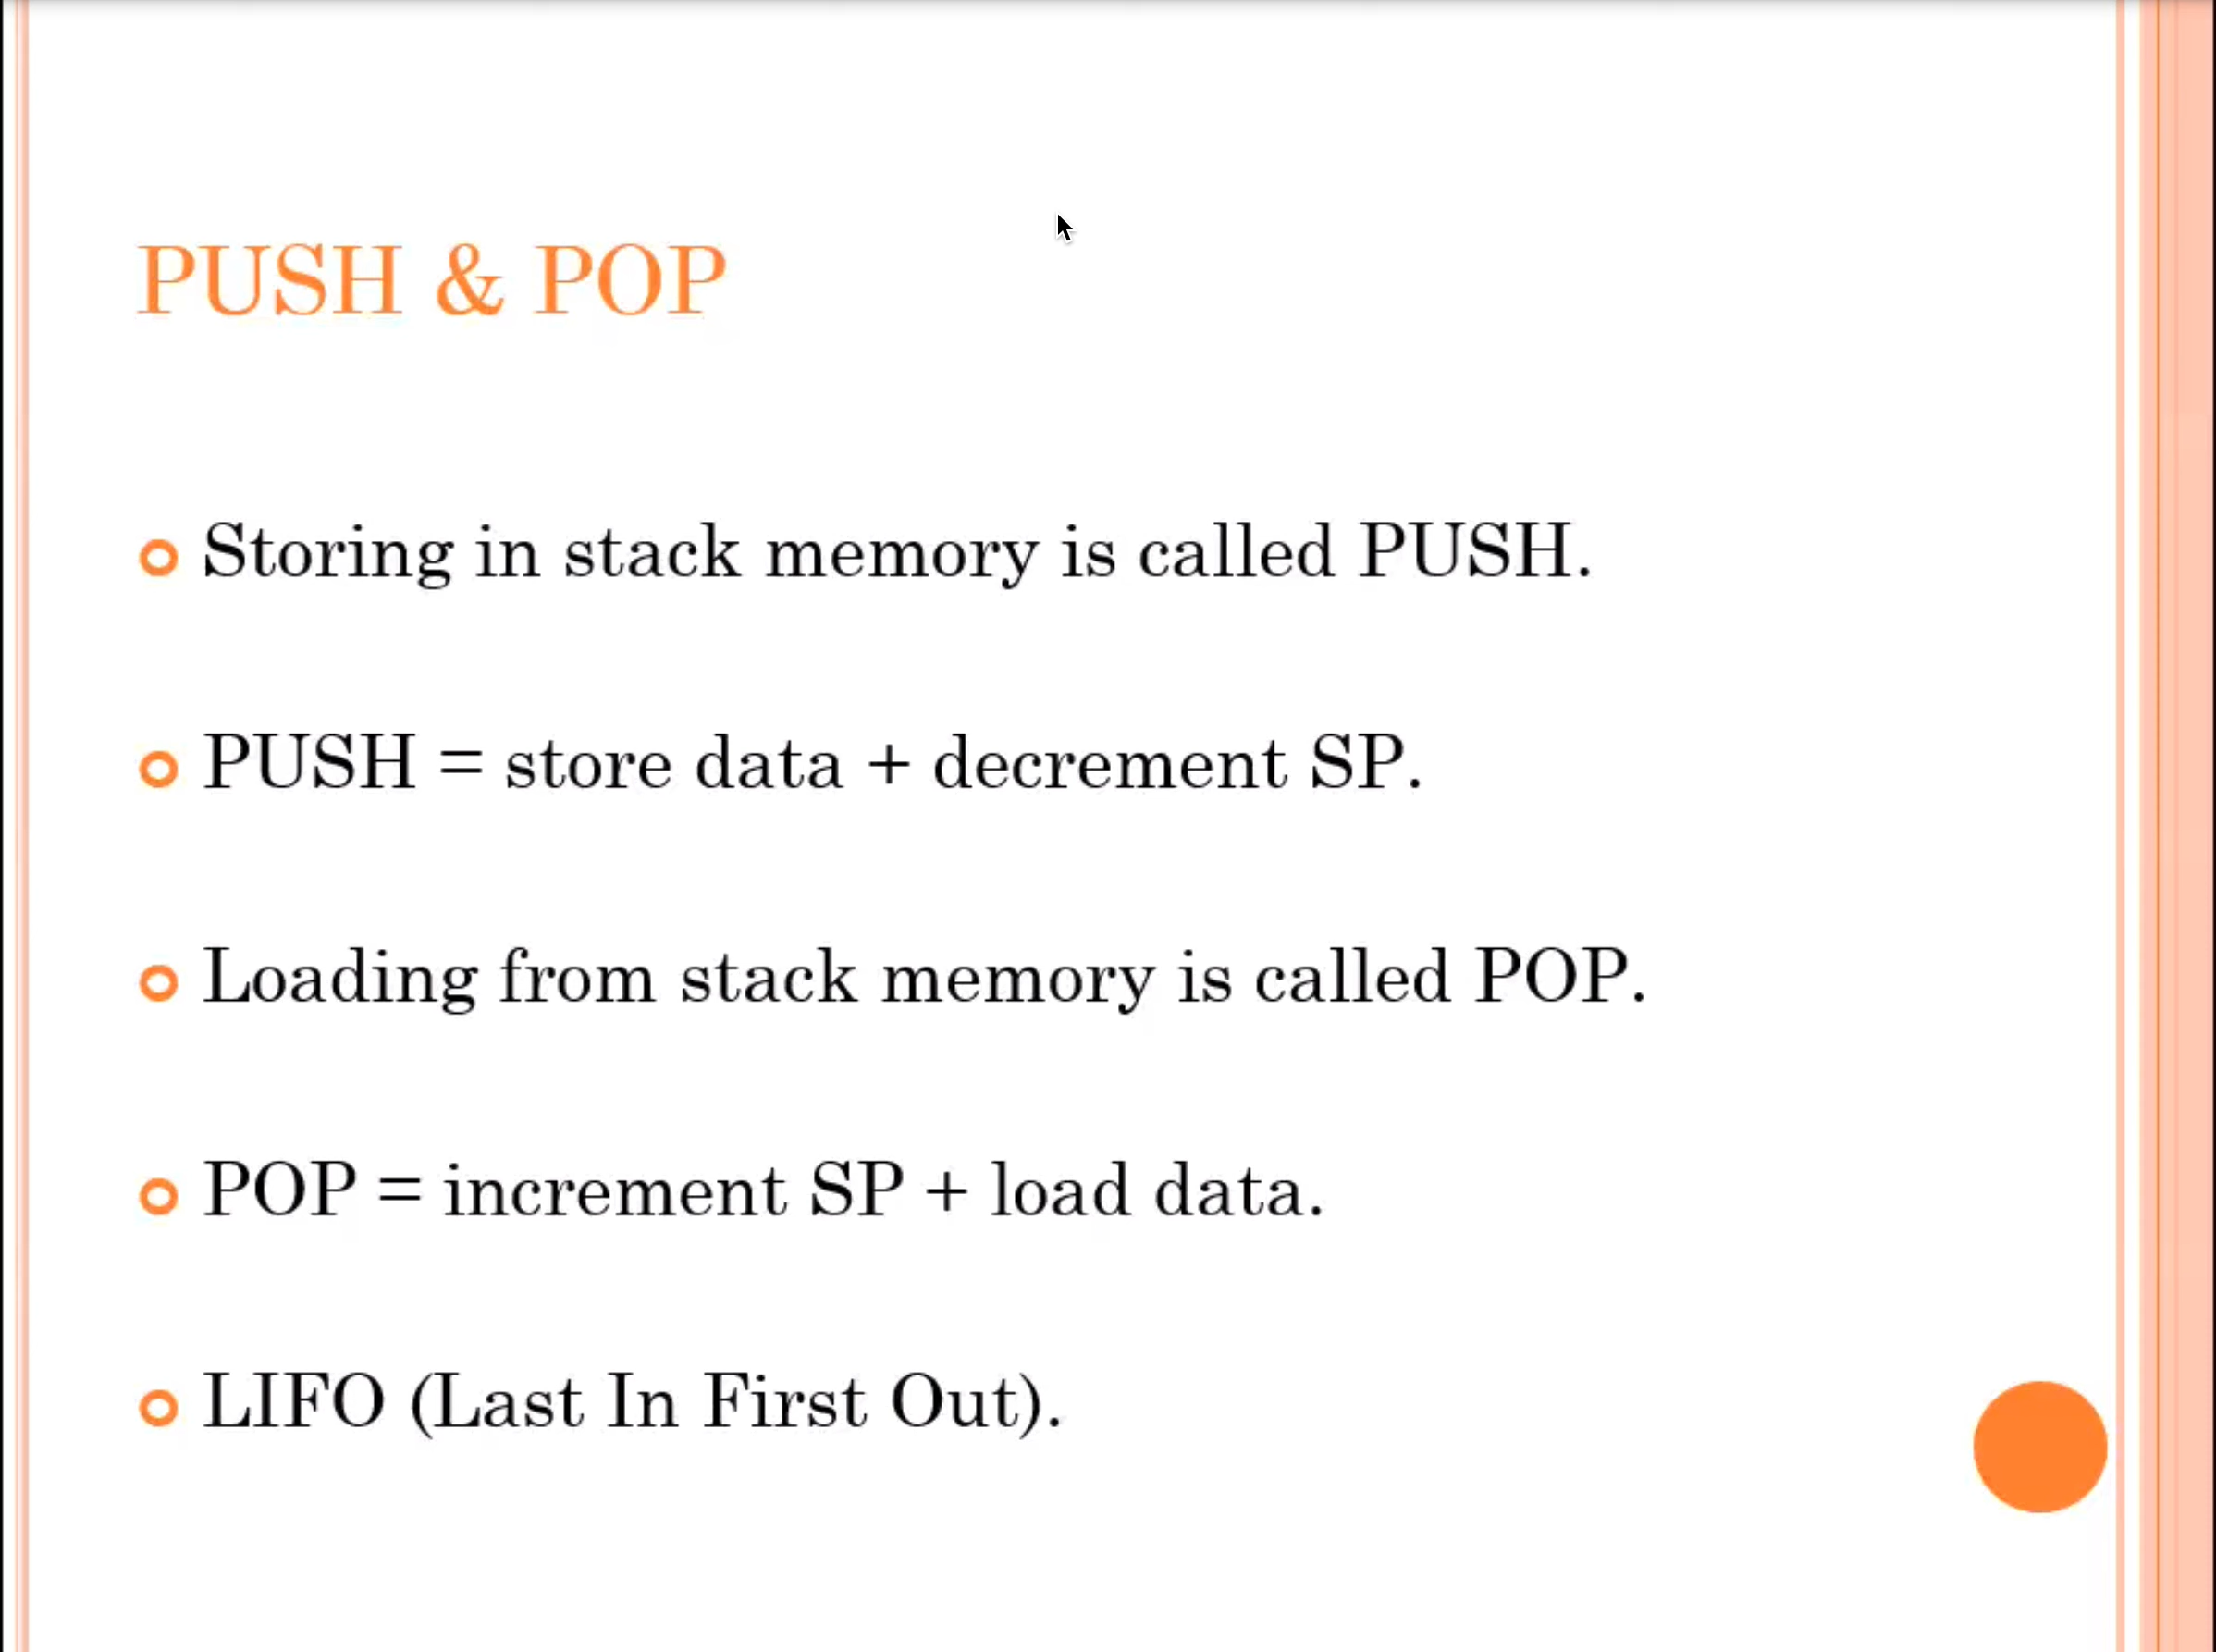 PUSH & POP
Storing in stack memory is called PUSH.
PUSH = store data + decrement SP.
Loading from stack memory is called POP.
POP = increment SP + load data.
LIFO (Last In First Out).